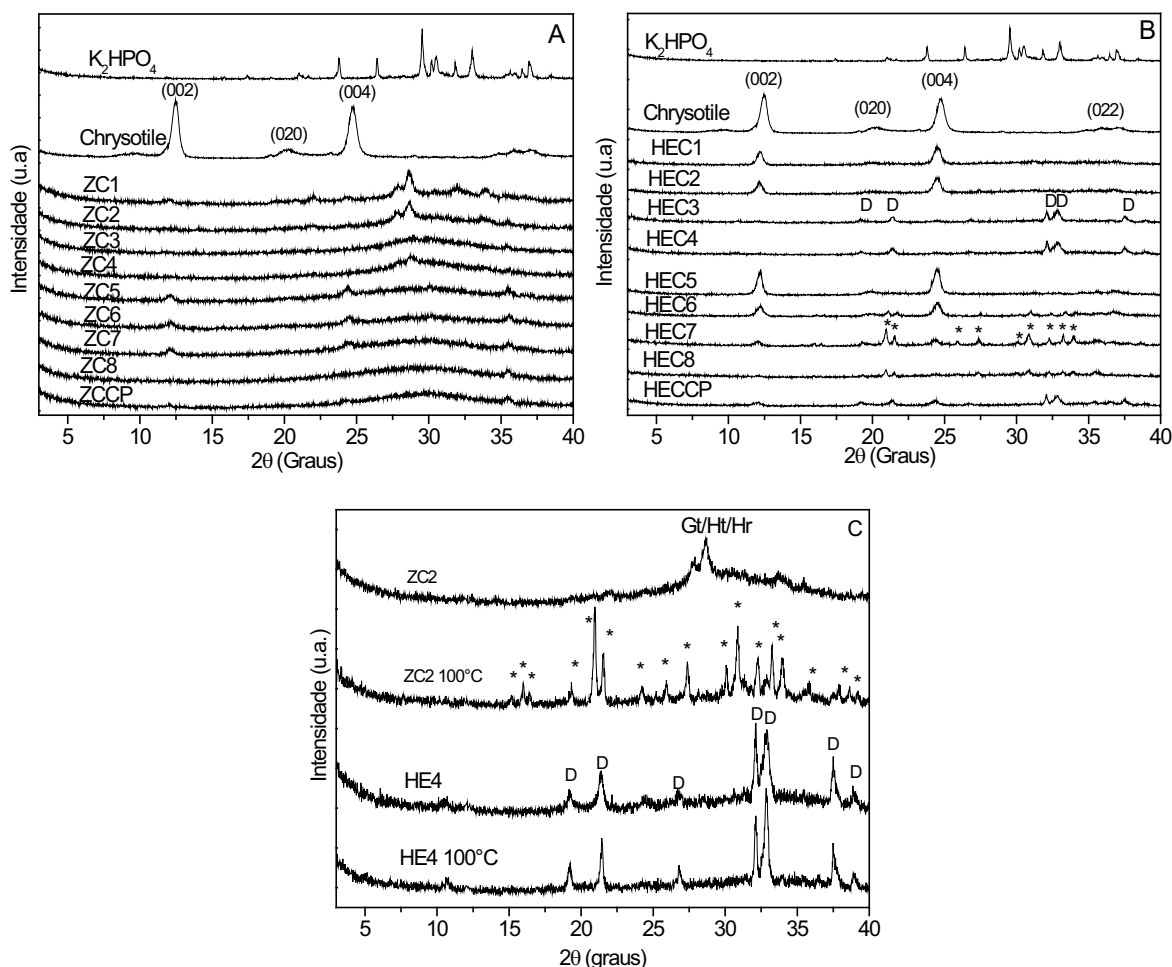 A
K₂HPO₄
(002)
(004)
(020)
Chrysotile
ZC1
ZC2
ZC3
ZC4
ZC5
ZC6
ZC7
ZC8
ZCCP
Intensidade (u.a)
5 10 15 20 25 30 35 40
2θ (Graus)
B
K₂HPO₄
(002)
(004)
(020)
(022)
Chrysotile
HEC1
HEC2
HEC3
D D DD D
HEC4
HEC5
HEC6
HEC7
* * * * * * * * *
HEC8
HECCP
Intensidade (u.a)
5 10 15 20 25 30 35 40
2θ (Graus)
C
Gt/Ht/Hr
ZC2
* * * * * * * * * * * * * * * *
ZC2 100°C
D D D D D D D
HE4
HE4 100°C
Intensidade (u.a.)
5 10 15 20 25 30 35 40
2θ (graus)